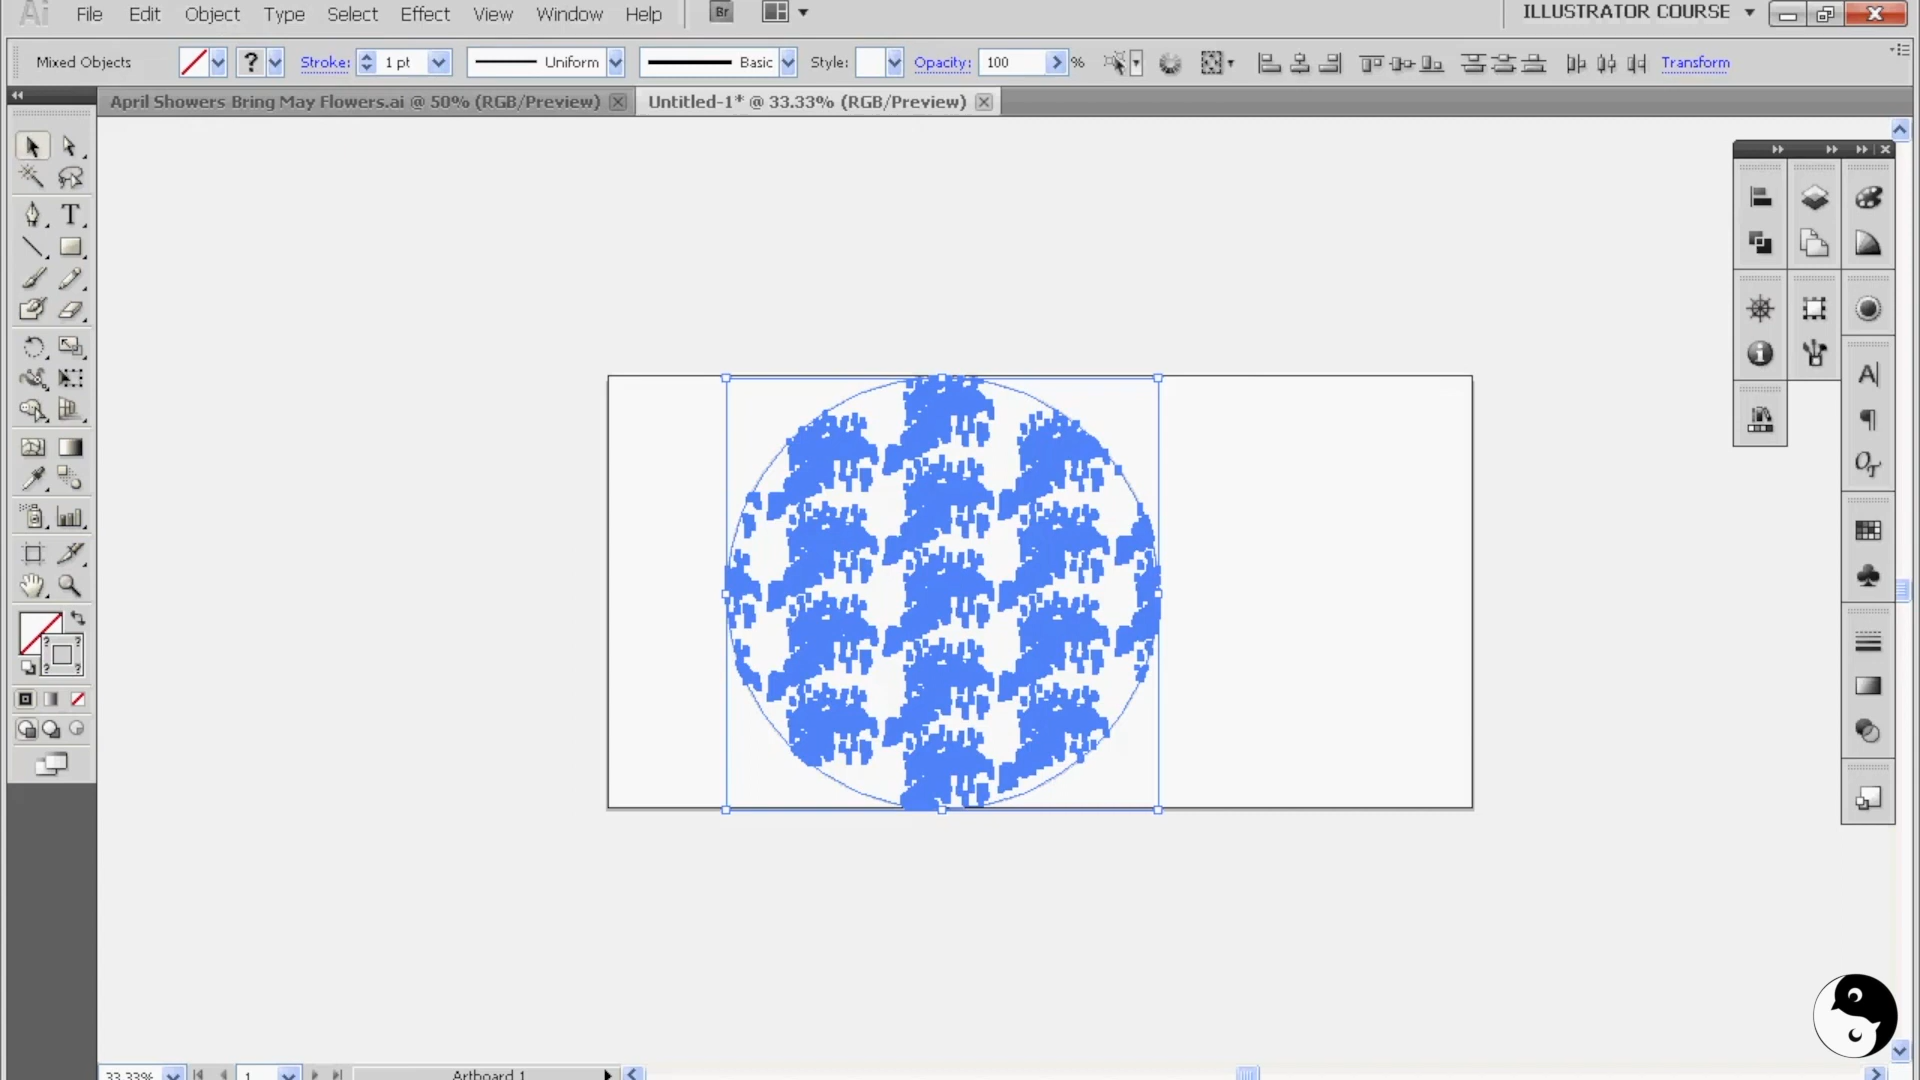 Ai File Edit Object Type Select Effect View Window Help Br ILLUSTRATOR COURSE
Mixed Objects ? Stroke: 1 pt Uniform Basic Style: Opacity: 100 % Transform
April Showers Bring May Flowers.ai @ 50% (RGB/Preview) Untitled-1* @ 33.33% (RGB/Preview)
33.33% 1 Artboard 1